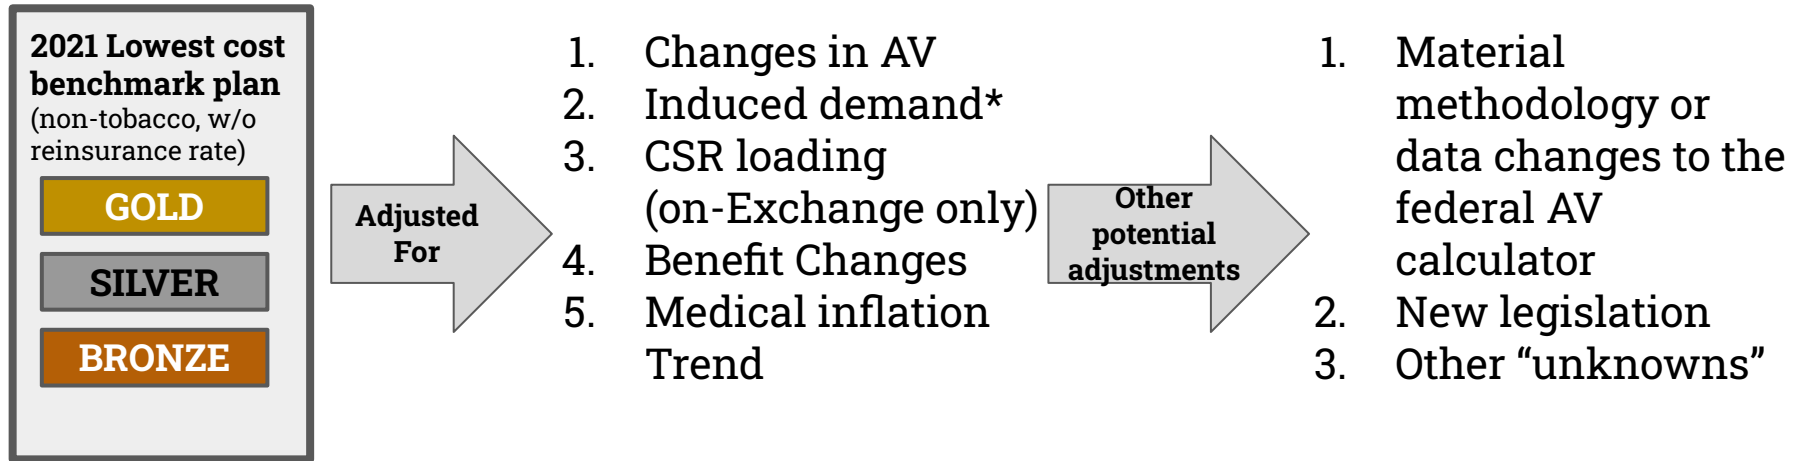 2021 Lowest cost
benchmark plan
(non-tobacco, w/o
reinsurance rate)
GOLD
SILVER
BRONZE
Adjusted
For
1. Changes in AV
2. Induced demand*
3. CSR loading
(on-Exchange only)
4. Benefit Changes
5. Medical inflation
Trend
Other
potential
adjustments
1. Material
methodology or
data changes to the
federal AV
calculator
2. New legislation
3. Other “unknowns”